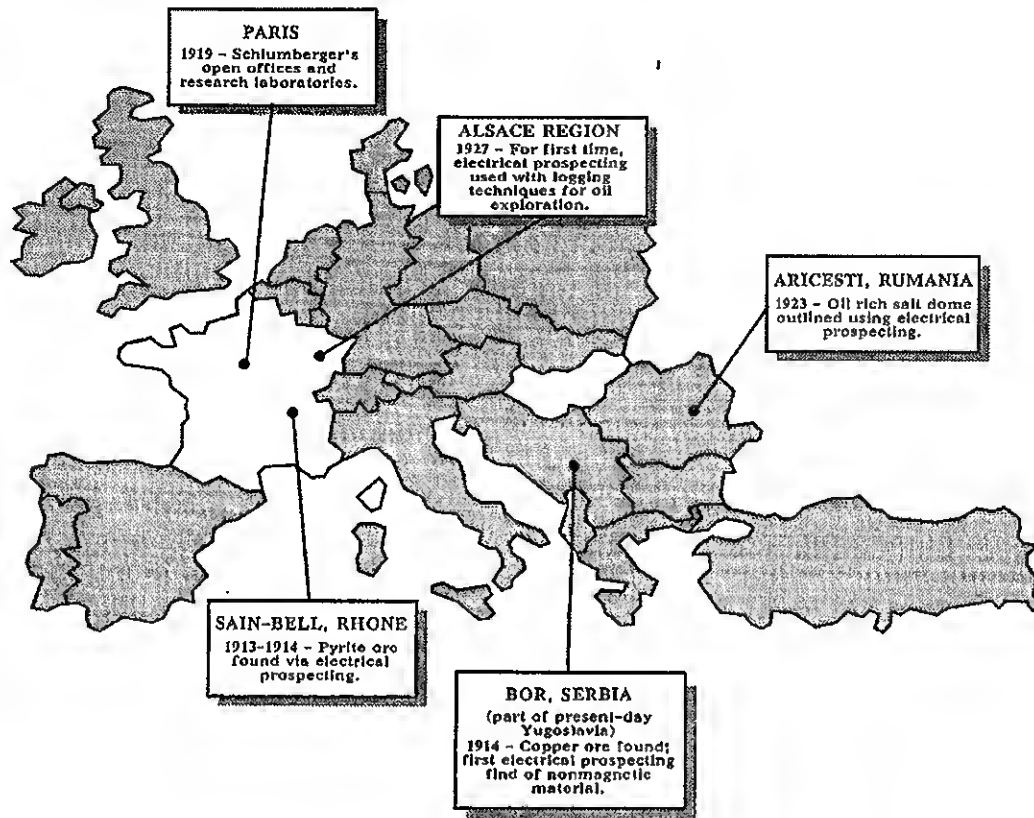 PARIS
1919 - Schlumberger's
open offices and
research laboratories.
ALSACE REGION
1927 - For first time,
electrical prospecting
used with logging
techniques for oil
exploration.
ARICESTI, RUMANIA
1923 - Oil rich salt dome
outlined using electrical
prospecting.
SAIN-BELL, RHONE
1913-1914 - Pyrite ore
found via electrical
prospecting.
BOR, SERBIA
(part of present-day
Yugoslavia)
1914 - Copper ore found;
first electrical prospecting
find of nonmagnetic
material.